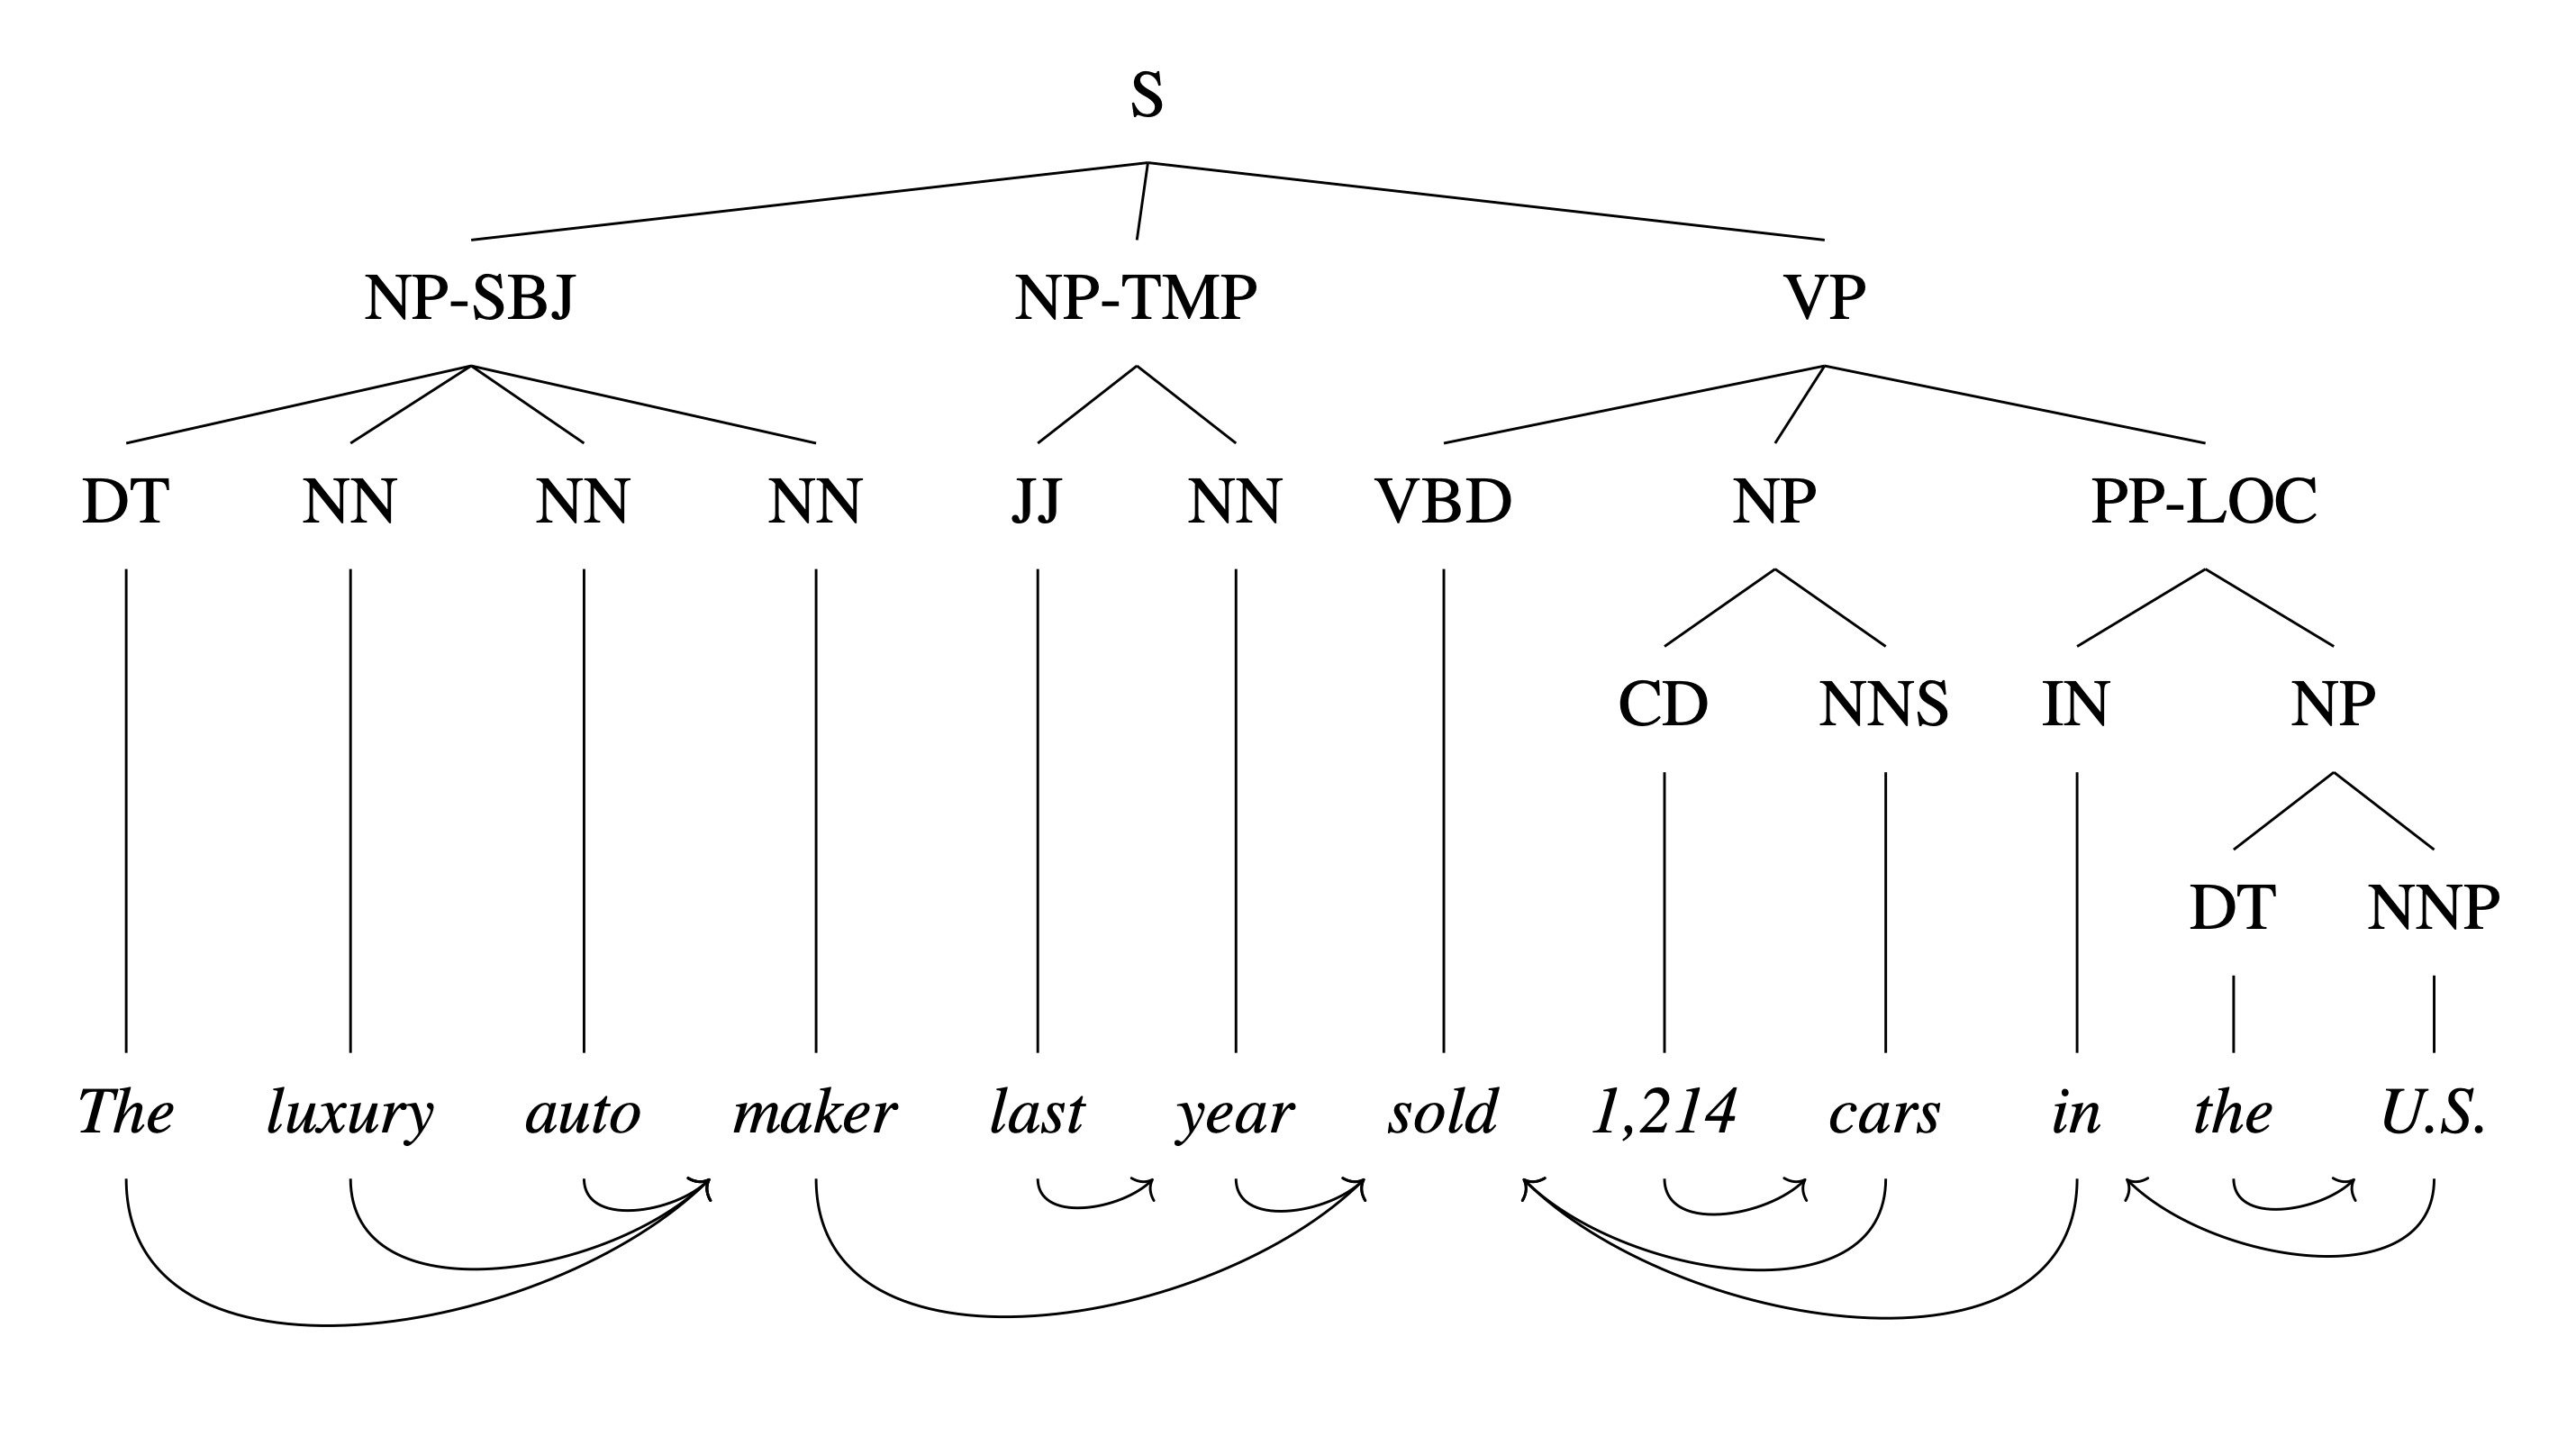 S
NP-SBJ NP-TMP VP
DT NN NN NN JJ NN VBD NP PP-LOC
CD NNS IN NP
DT NNP
The luxury auto maker last year sold 1,214 cars in the U.S.